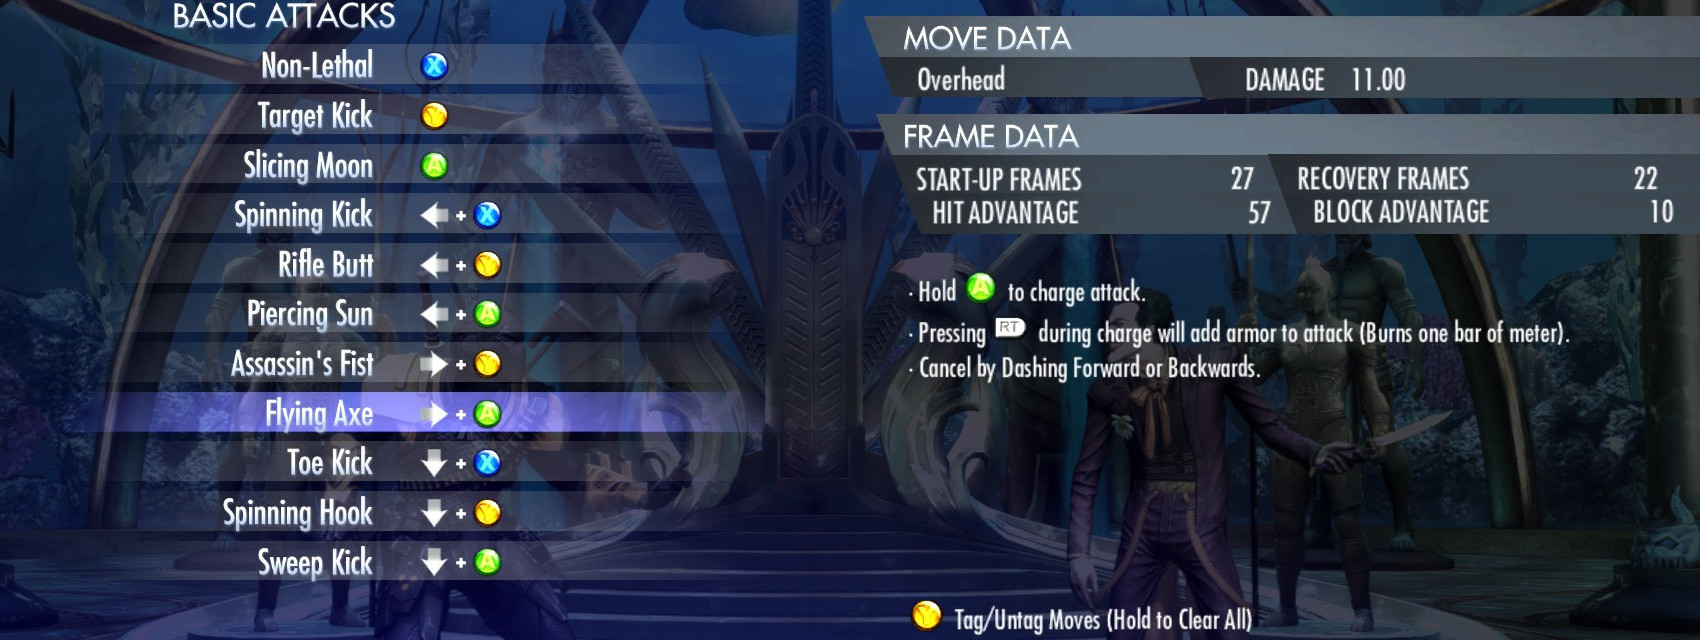 BASIC ATTACKS
Non-Lethal X
Target Kick Y
Slicing Moon A
Spinning Kick + X
Rifle Butt + Y
Piercing Sun + A
Assassin's Fist + Y
Flying Axe + A
Toe Kick + X
Spinning Hook + Y
Sweep Kick + A
MOVE DATA
Overhead DAMAGE 11.00
FRAME DATA
START-UP FRAMES 27 RECOVERY FRAMES 22
HIT ADVANTAGE 57 BLOCK ADVANTAGE 10
· Hold A to charge attack.
· Pressing RT during charge will add armor to attack (Burns one bar of meter).
· Cancel by Dashing Forward or Backwards.
Y Tag/Untag Moves (Hold to Clear All)